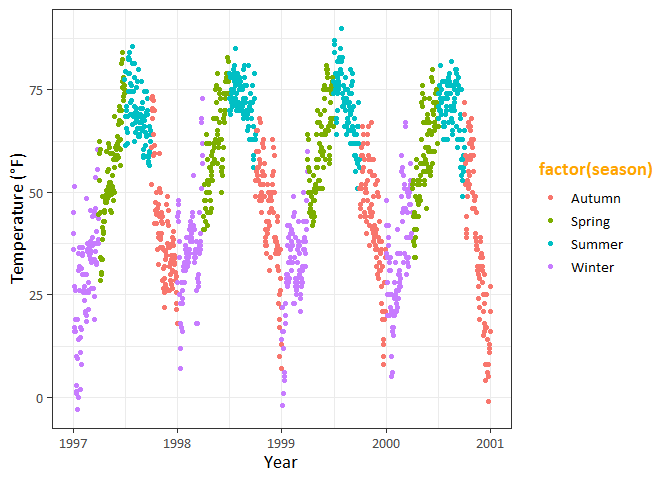 75
50
25
0
Temperature (°F)
1997 1998 1999 2000 2001
Year
factor(season)
Autumn
Spring
Summer
Winter